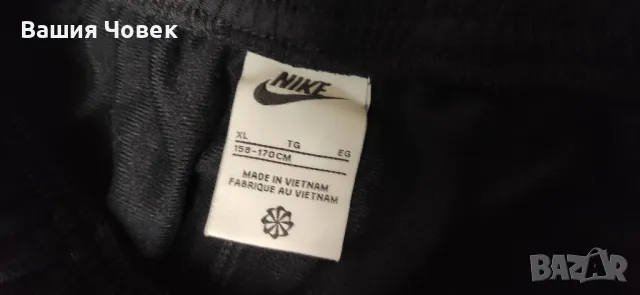 Вашия Човек
NIKE
XL TG EG
158-170CM
MADE IN VIETNAM
FABRIQUE AU VIETNAM
BAZAR